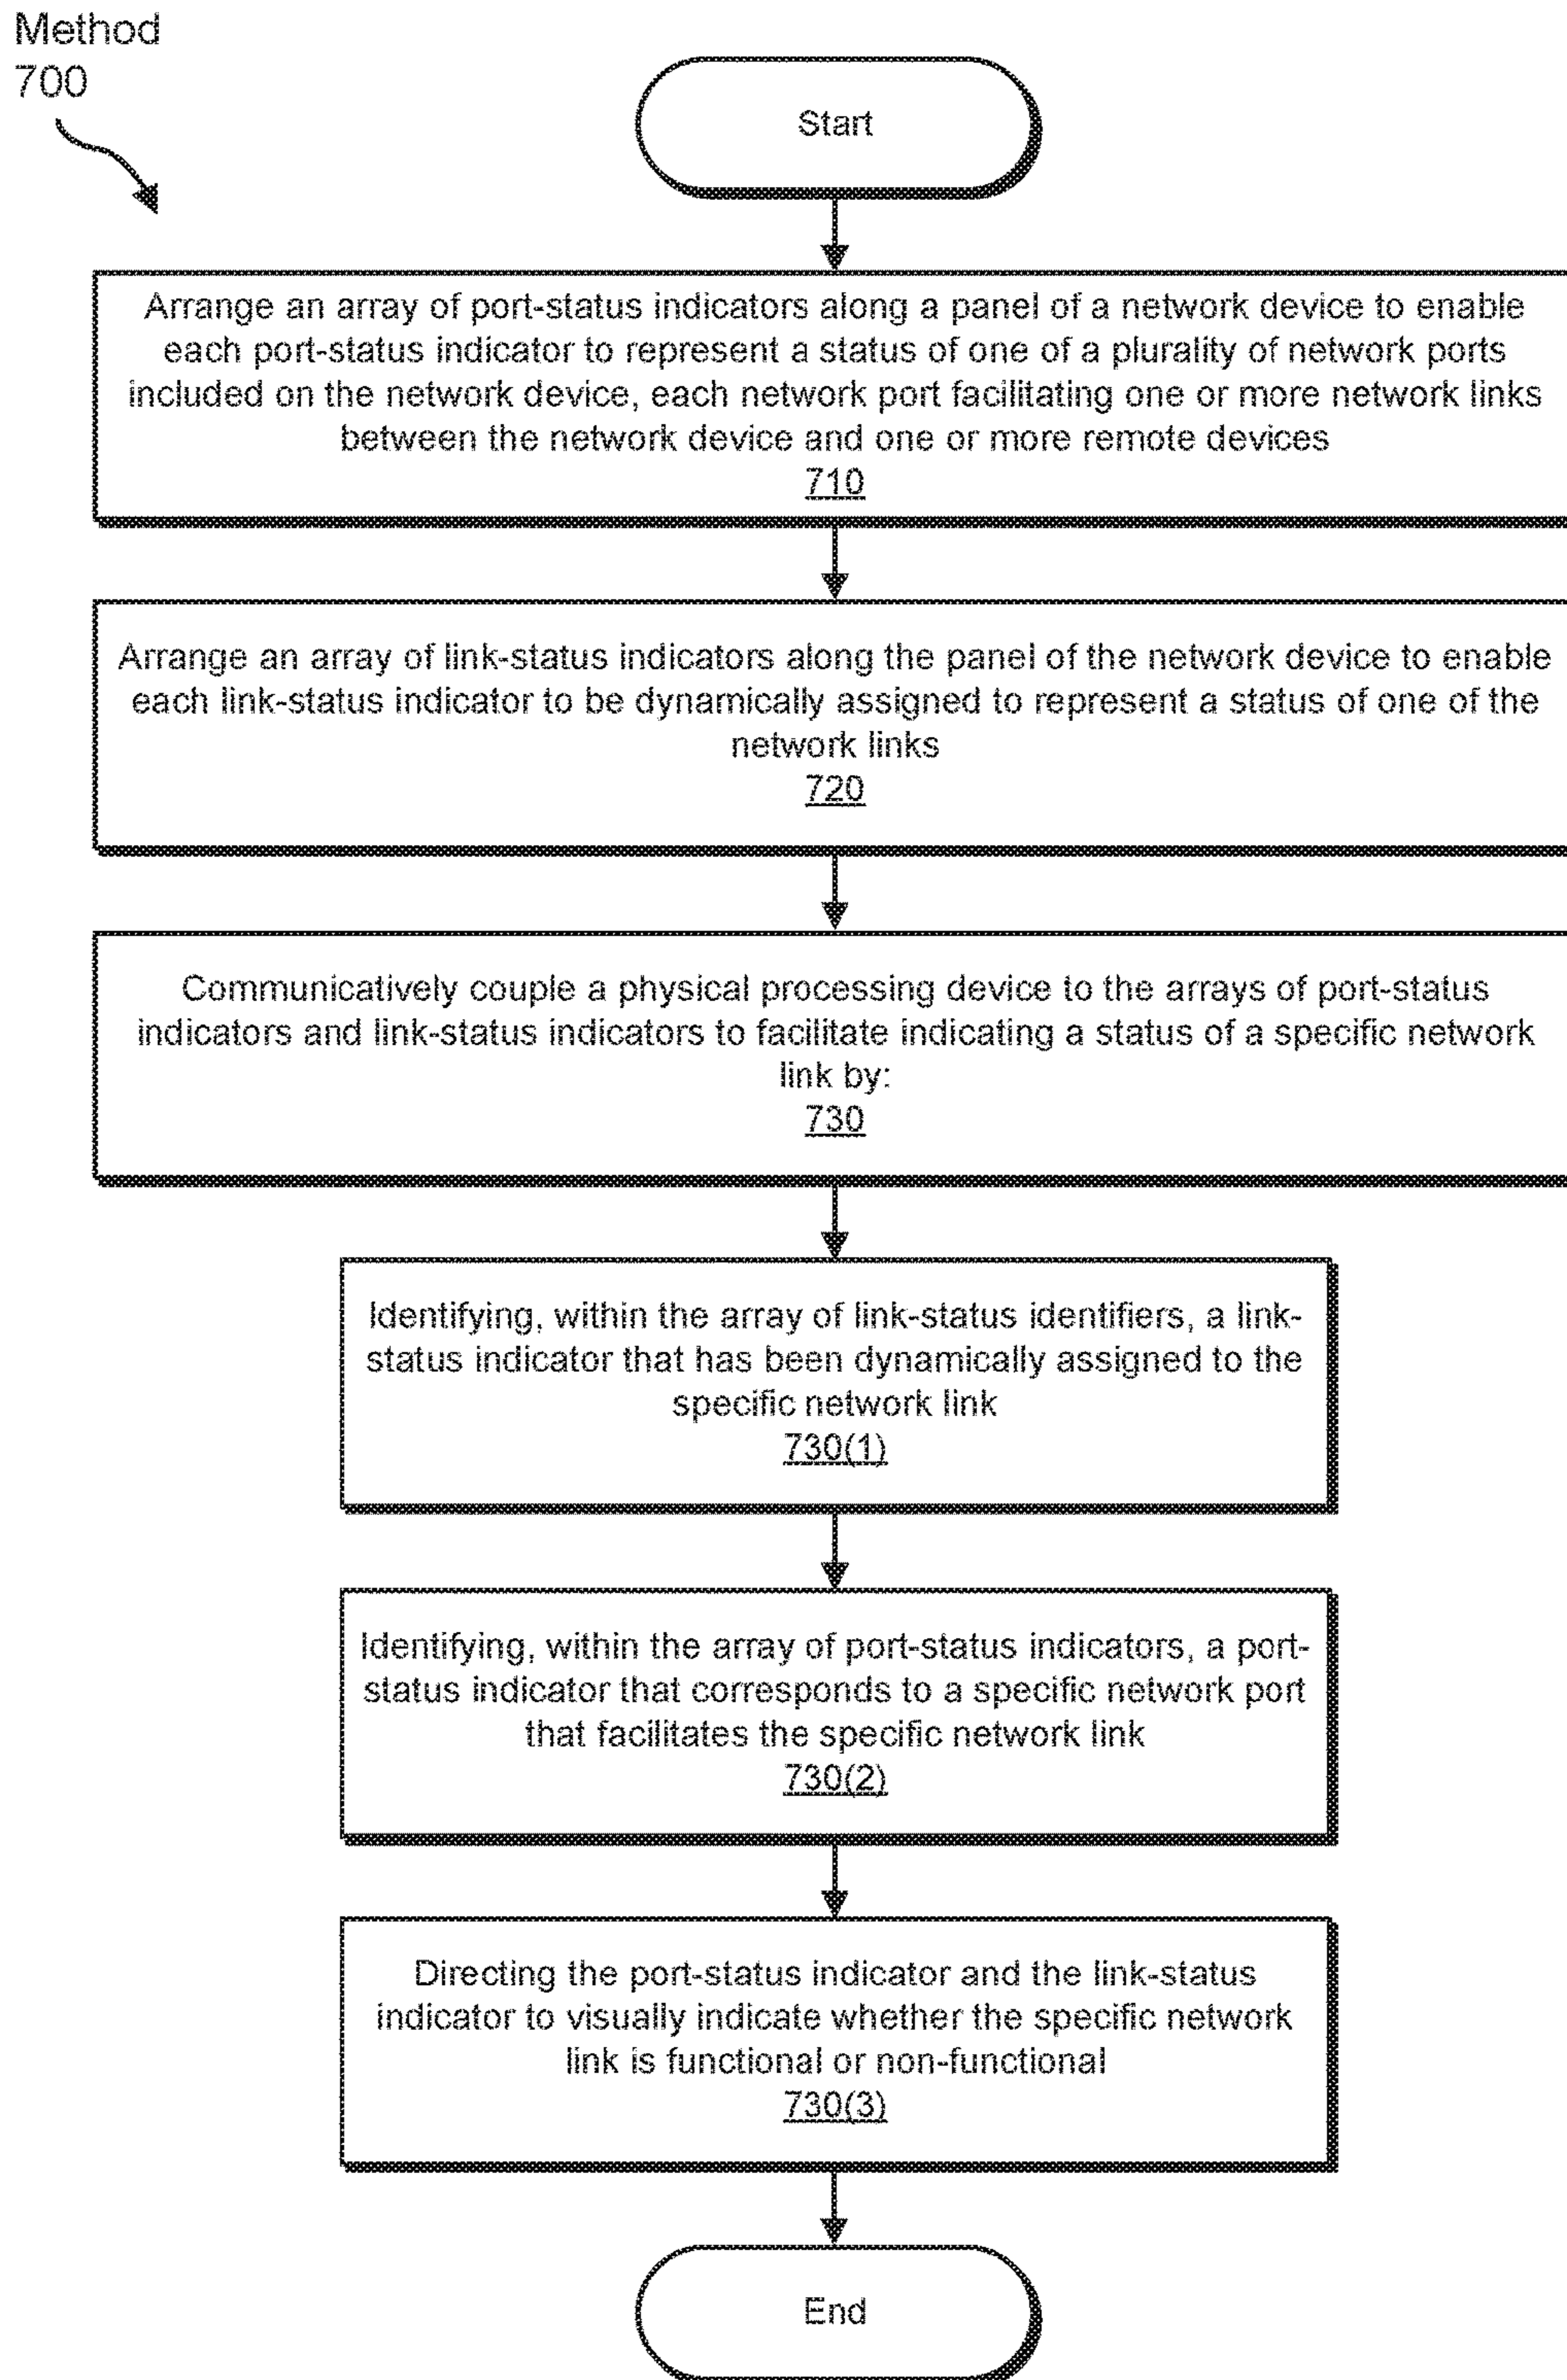 Method
700
Start
Arrange an array of port-status indicators along a panel of a network device to enable
each port-status indicator to represent a status of one of a plurality of network ports
included on the network device, each network port facilitating one or more network links
between the network device and one or more remote devices
710
Arrange an array of link-status indicators along the panel of the network device to enable
each link-status indicator to be dynamically assigned to represent a status of one of the
network links
720
Communicatively couple a physical processing device to the arrays of port-status
indicators and link-status indicators to facilitate indicating a status of a specific network
link by:
730
Identifying, within the array of link-status identifiers, a link-
status indicator that has been dynamically assigned to the
specific network link
730(1)
Identifying, within the array of port-status indicators, a port-
status indicator that corresponds to a specific network port
that facilitates the specific network link
730(2)
Directing the port-status indicator and the link-status
indicator to visually indicate whether the specific network
link is functional or non-functional
730(3)
End